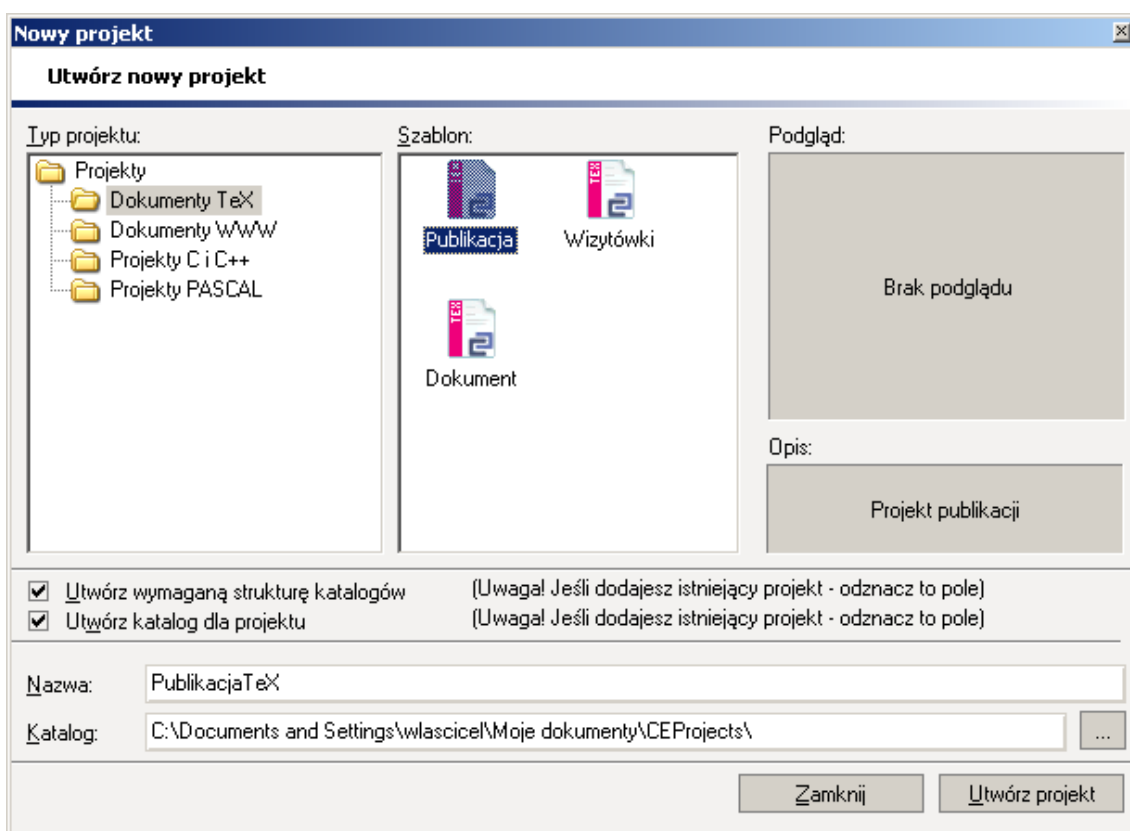 Nowy projekt
Utwórz nowy projekt
Typ projektu:
Projekty
Dokumenty TeX
Dokumenty WWW
Projekty C i C++
Projekty PASCAL
Szablon:
TEX
Publikacja
TEX
Wizytówki
TEX
Dokument
Podgląd:
Brak podglądu
Opis:
Projekt publikacji
Utwórz wymaganą strukturę katalogów (Uwaga! Jeśli dodajesz istniejący projekt - odznacz to pole)
Utwórz katalog dla projektu (Uwaga! Jeśli dodajesz istniejący projekt - odznacz to pole)
Nazwa: PublikacjaTeX
Katalog: C:\Documents and Settings\wlascicel\Moje dokumenty\CEProjects\ ...
Zamknij Utwórz projekt